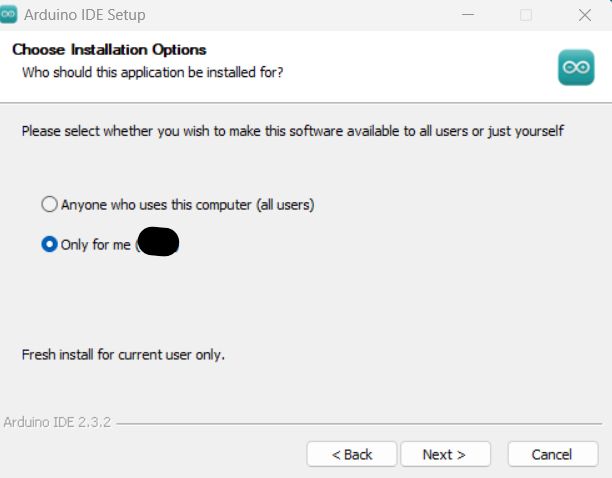 Arduino IDE Setup
Choose Installation Options
Who should this application be installed for?
Please select whether you wish to make this software available to all users or just yourself
Anyone who uses this computer (all users)
Only for me (
Fresh install for current user only.
Arduino IDE 2.3.2
< Back Next > Cancel